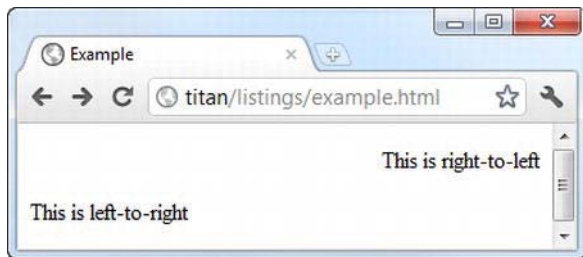 Example
titan/listings/example.html
This is right-to-left
This is left-to-right